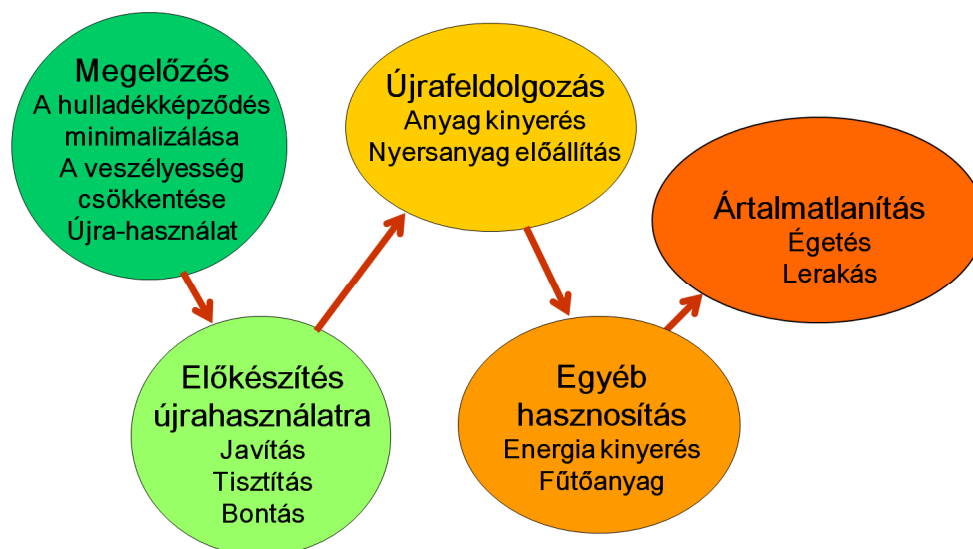 Megelőzés
A hulladékképződés
minimalizálása
A veszélyesség
csökkentése
Újra-használat
Előkészítés
újrahasználatra
Javítás
Tisztítás
Bontás
Újrafeldolgozás
Anyag kinyerés
Nyersanyag előállítás
Egyéb
hasznosítás
Energia kinyerés
Fűtőanyag
Ártalmatlanítás
Égetés
Lerakás